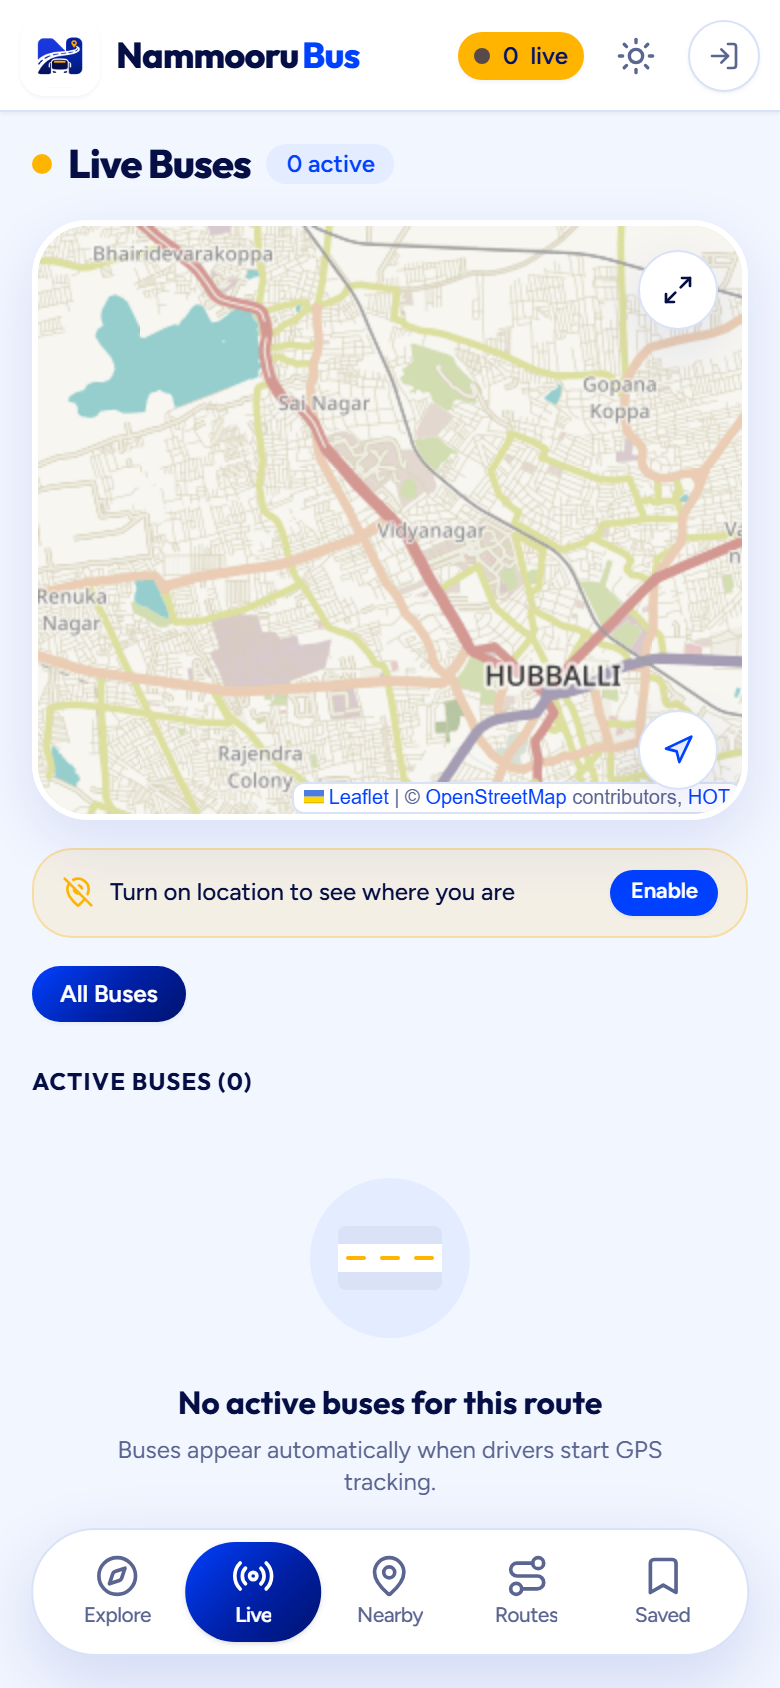 Nammooru Bus
0 live
Live Buses
0 active
Bhairidevarakoppa
Gopana
Koppa
Sai Nagar
Vidyanagar
Va
n
Renuka
Nagar
HUBBALLI
Rajendra
Colony
Leaflet | © OpenStreetMap contributors, HOT
Turn on location to see where you are
Enable
All Buses
ACTIVE BUSES (0)
No active buses for this route
Buses appear automatically when drivers start GPS
tracking.
Explore
Live
Nearby
Routes
Saved